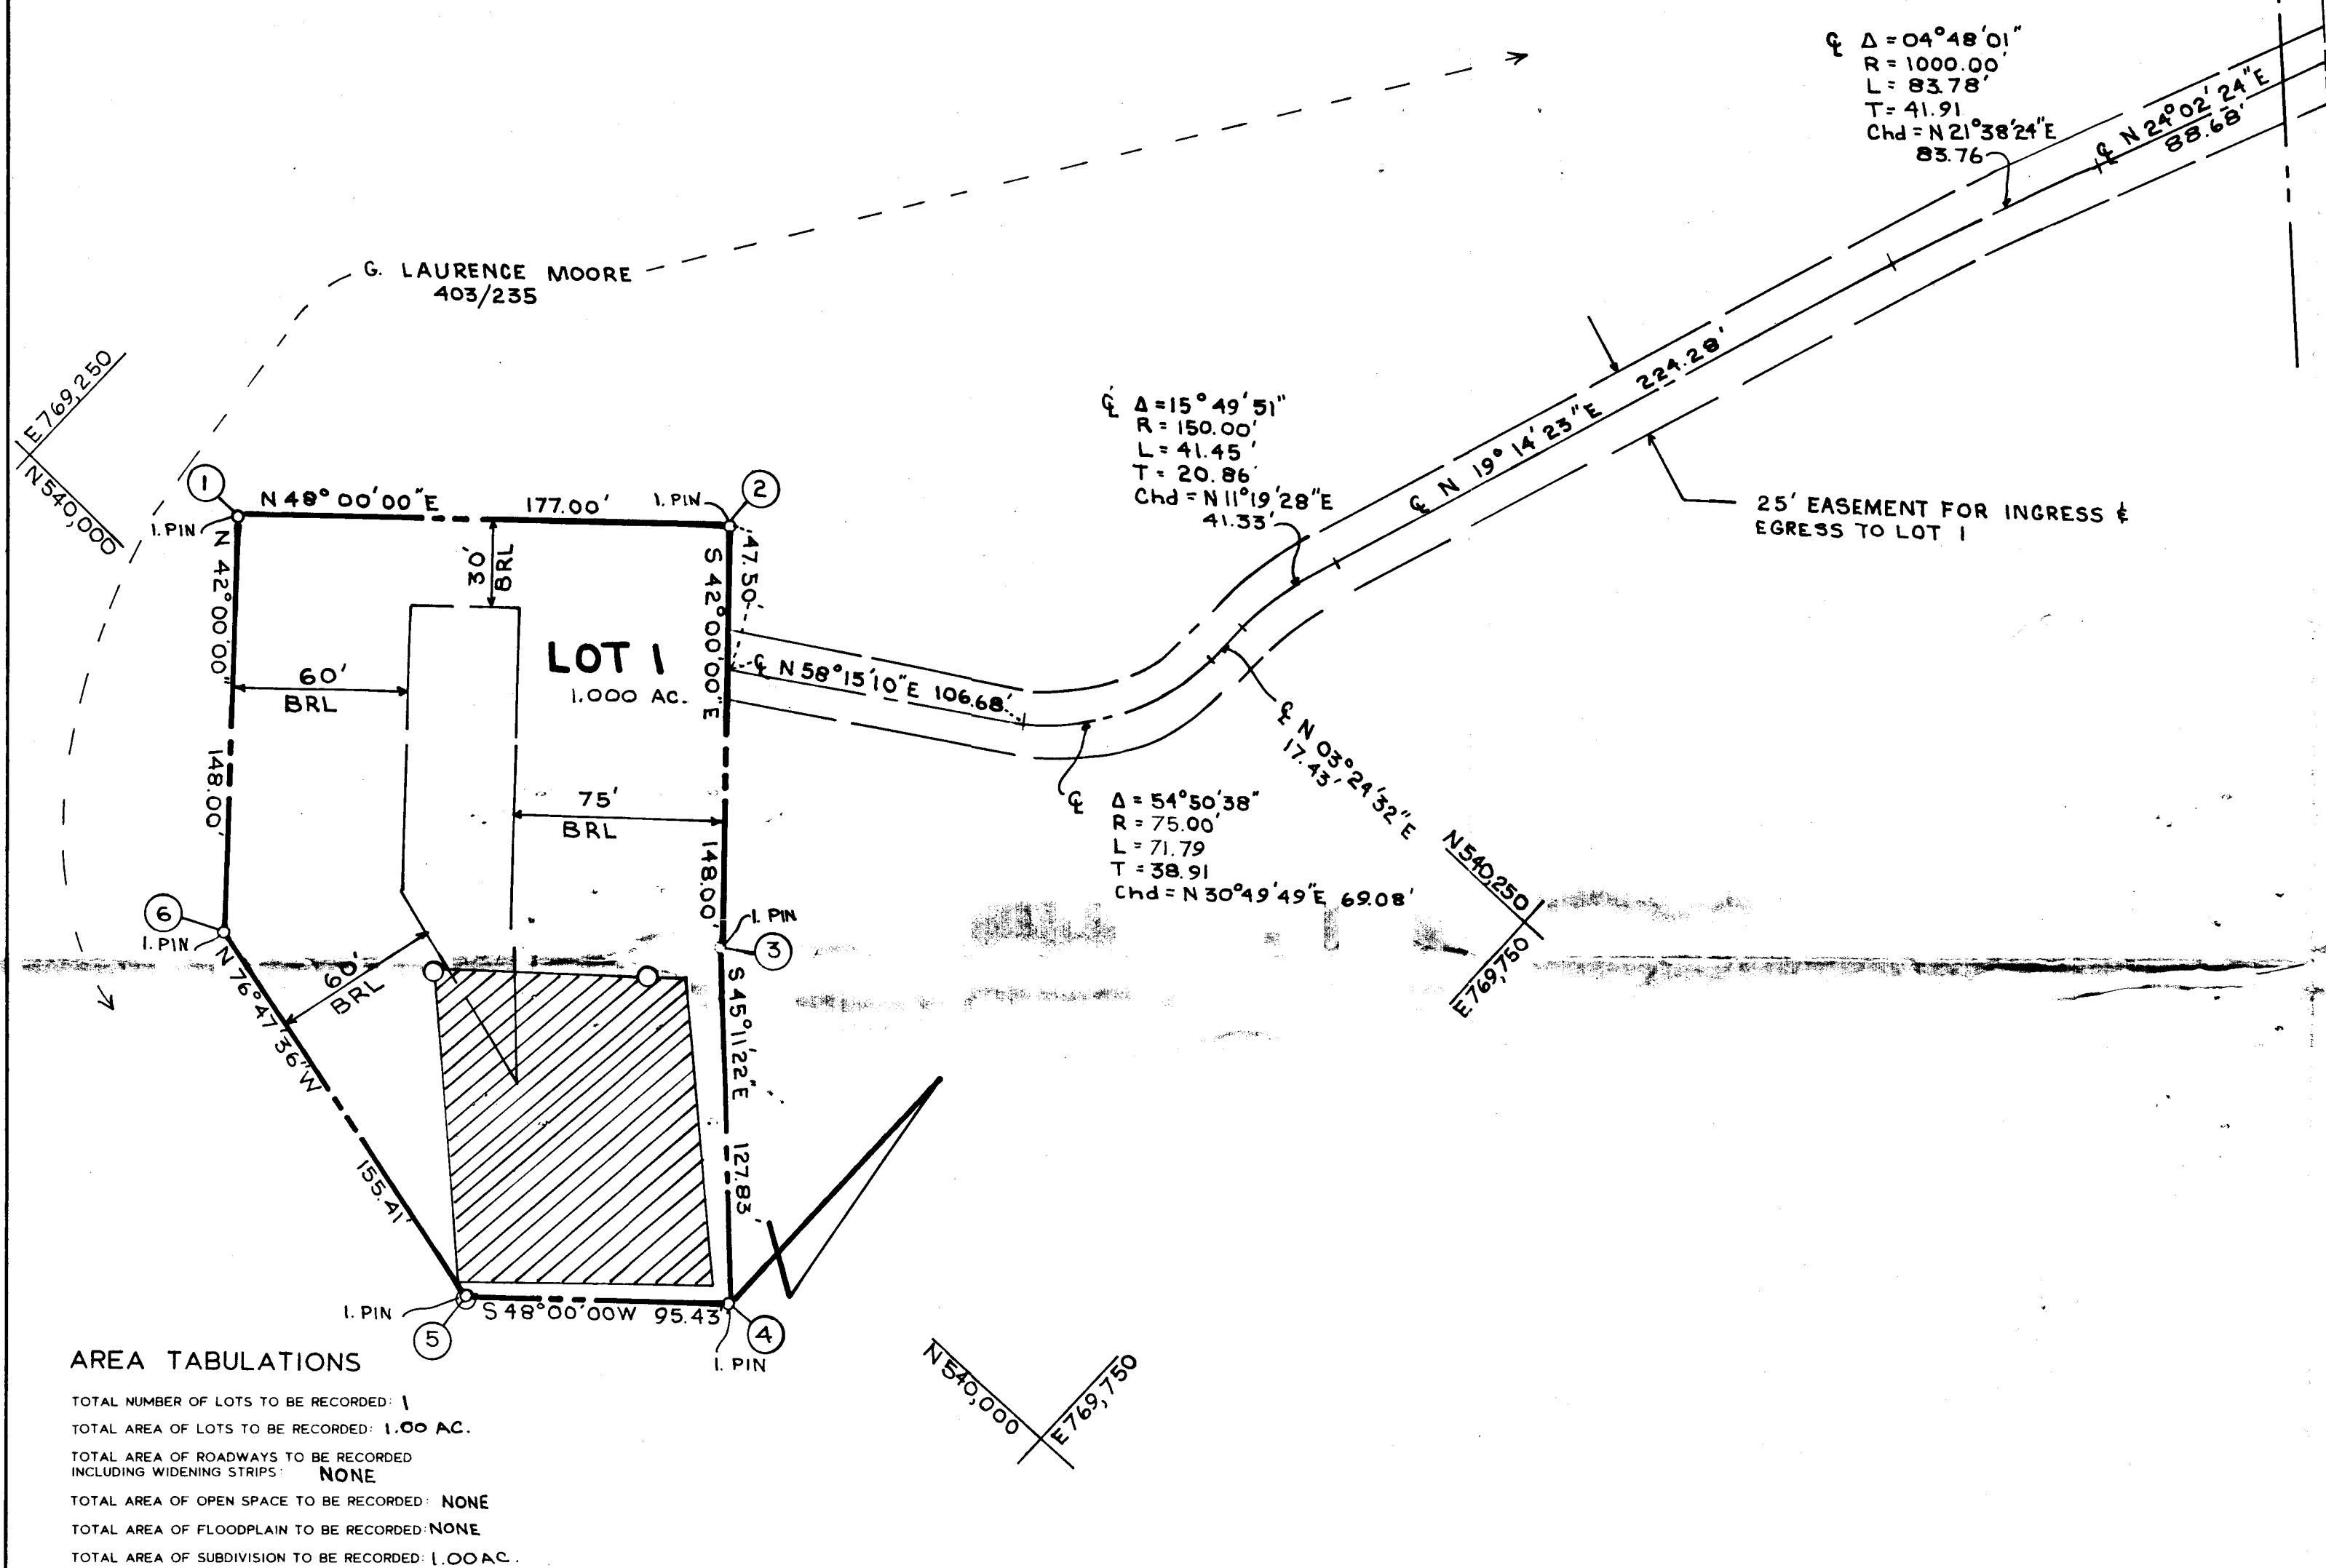 ℄ Δ = 04°48'01"
R = 1000.00'
L = 83.78'
T = 41.91
Chd = N 21°38'24"E
83.76
℄ N 24°02'24"E
88.68'
G. LAURENCE MOORE
403/235
E 769,250
N 540,000
℄ Δ = 15°49'51"
R = 150.00'
L = 41.45'
T = 20.86'
Chd = N 11°19'28"E
41.33'
℄ N 19°14'23"E 224.28'
25' EASEMENT FOR INGRESS &
EGRESS TO LOT 1
1
I. PIN
N 48°00'00"E 177.00'
I. PIN
2
47.50'
30'
BRL
N 42°00'00"
148.00'
S 42°00'00"E
148.00'
LOT 1
1.000 AC.
60'
BRL
75'
BRL
℄ N 58°15'10"E 106.68'
℄ N 03°24'32"E
17.43'
℄ Δ = 54°50'38"
R = 75.00'
L = 71.79
T = 38.91
Chd = N 30°49'49"E 69.08'
N 540,250
E 769,750
6
I. PIN
I. PIN
3
60'
BRL
N 76°47'36"W
155.41'
S 45°11'22"E
127.83'
I. PIN
5
S 48°00'00W 95.43'
4
I. PIN
N 540,000
E 769,750
AREA TABULATIONS
TOTAL NUMBER OF LOTS TO BE RECORDED: 1
TOTAL AREA OF LOTS TO BE RECORDED: 1.00 AC.
TOTAL AREA OF ROADWAYS TO BE RECORDED
INCLUDING WIDENING STRIPS: NONE
TOTAL AREA OF OPEN SPACE TO BE RECORDED: NONE
TOTAL AREA OF FLOODPLAIN TO BE RECORDED: NONE
TOTAL AREA OF SUBDIVISION TO BE RECORDED: 1.00 AC.